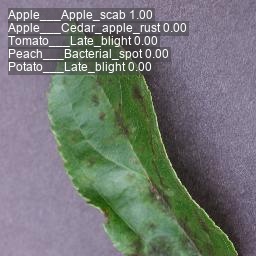 Apple___Apple_scab 1.00
Apple___Cedar_apple_rust 0.00
Tomato___Late_blight 0.00
Peach___Bacterial_spot 0.00
Potato___Late_blight 0.00